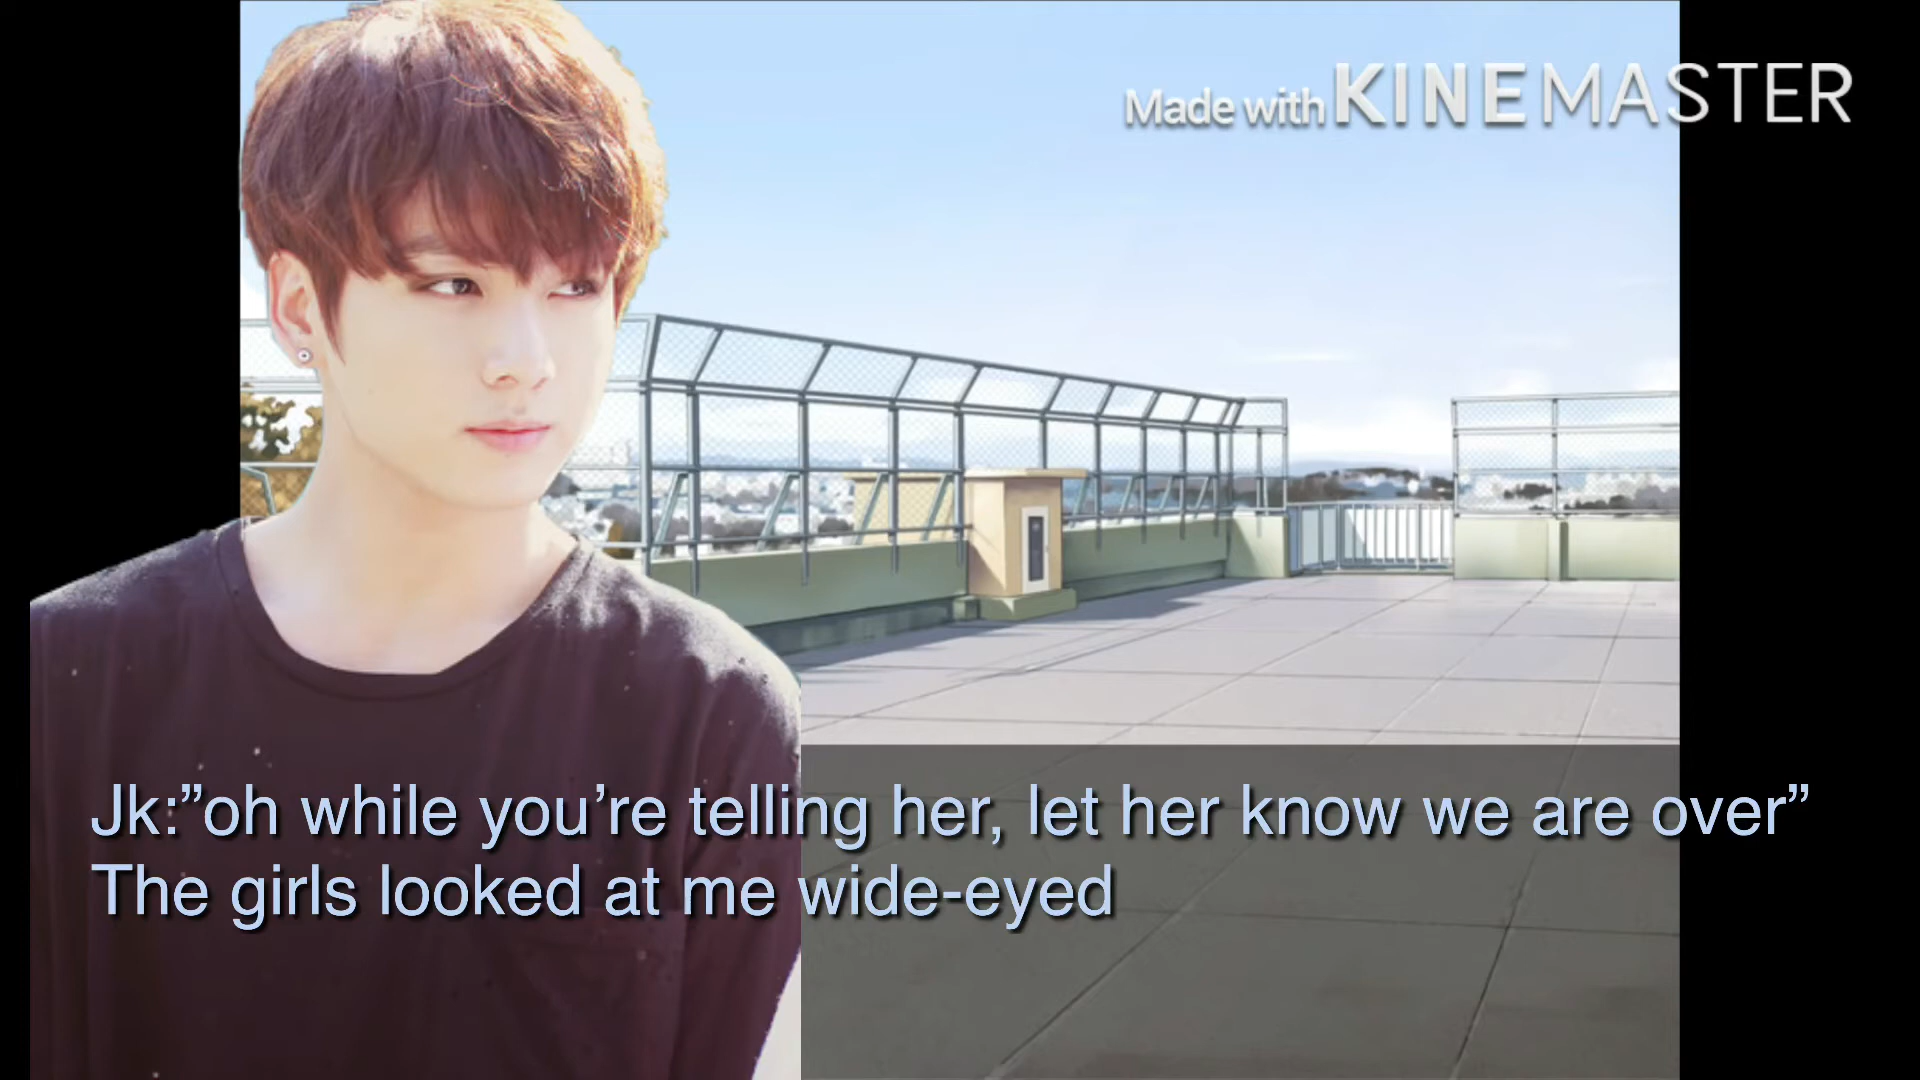 Made with KINEMASTER
Jk:”oh while you’re telling her, let her know we are over”
The girls looked at me wide-eyed